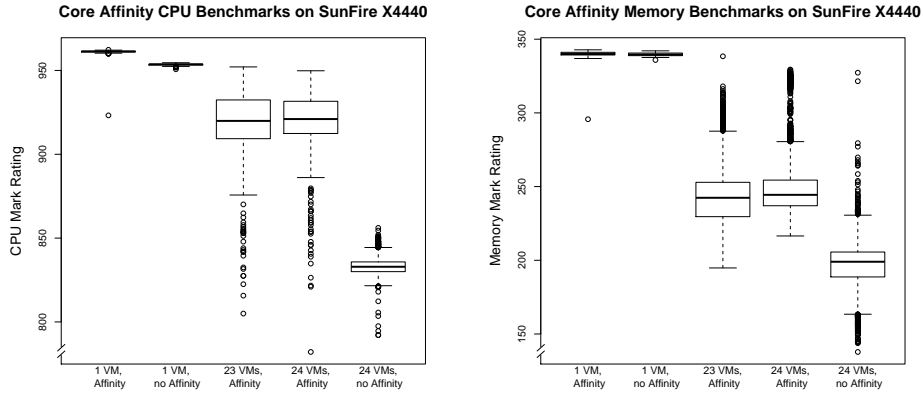 Core Affinity CPU Benchmarks on SunFire X4440
CPU Mark Rating
950
900
850
800
1 VM,
Affinity
1 VM,
no Affinity
23 VMs,
Affinity
24 VMs,
Affinity
24 VMs,
no Affinity
Core Affinity Memory Benchmarks on SunFire X4440
Memory Mark Rating
350
300
250
200
150
1 VM,
Affinity
1 VM,
no Affinity
23 VMs,
Affinity
24 VMs,
Affinity
24 VMs,
no Affinity